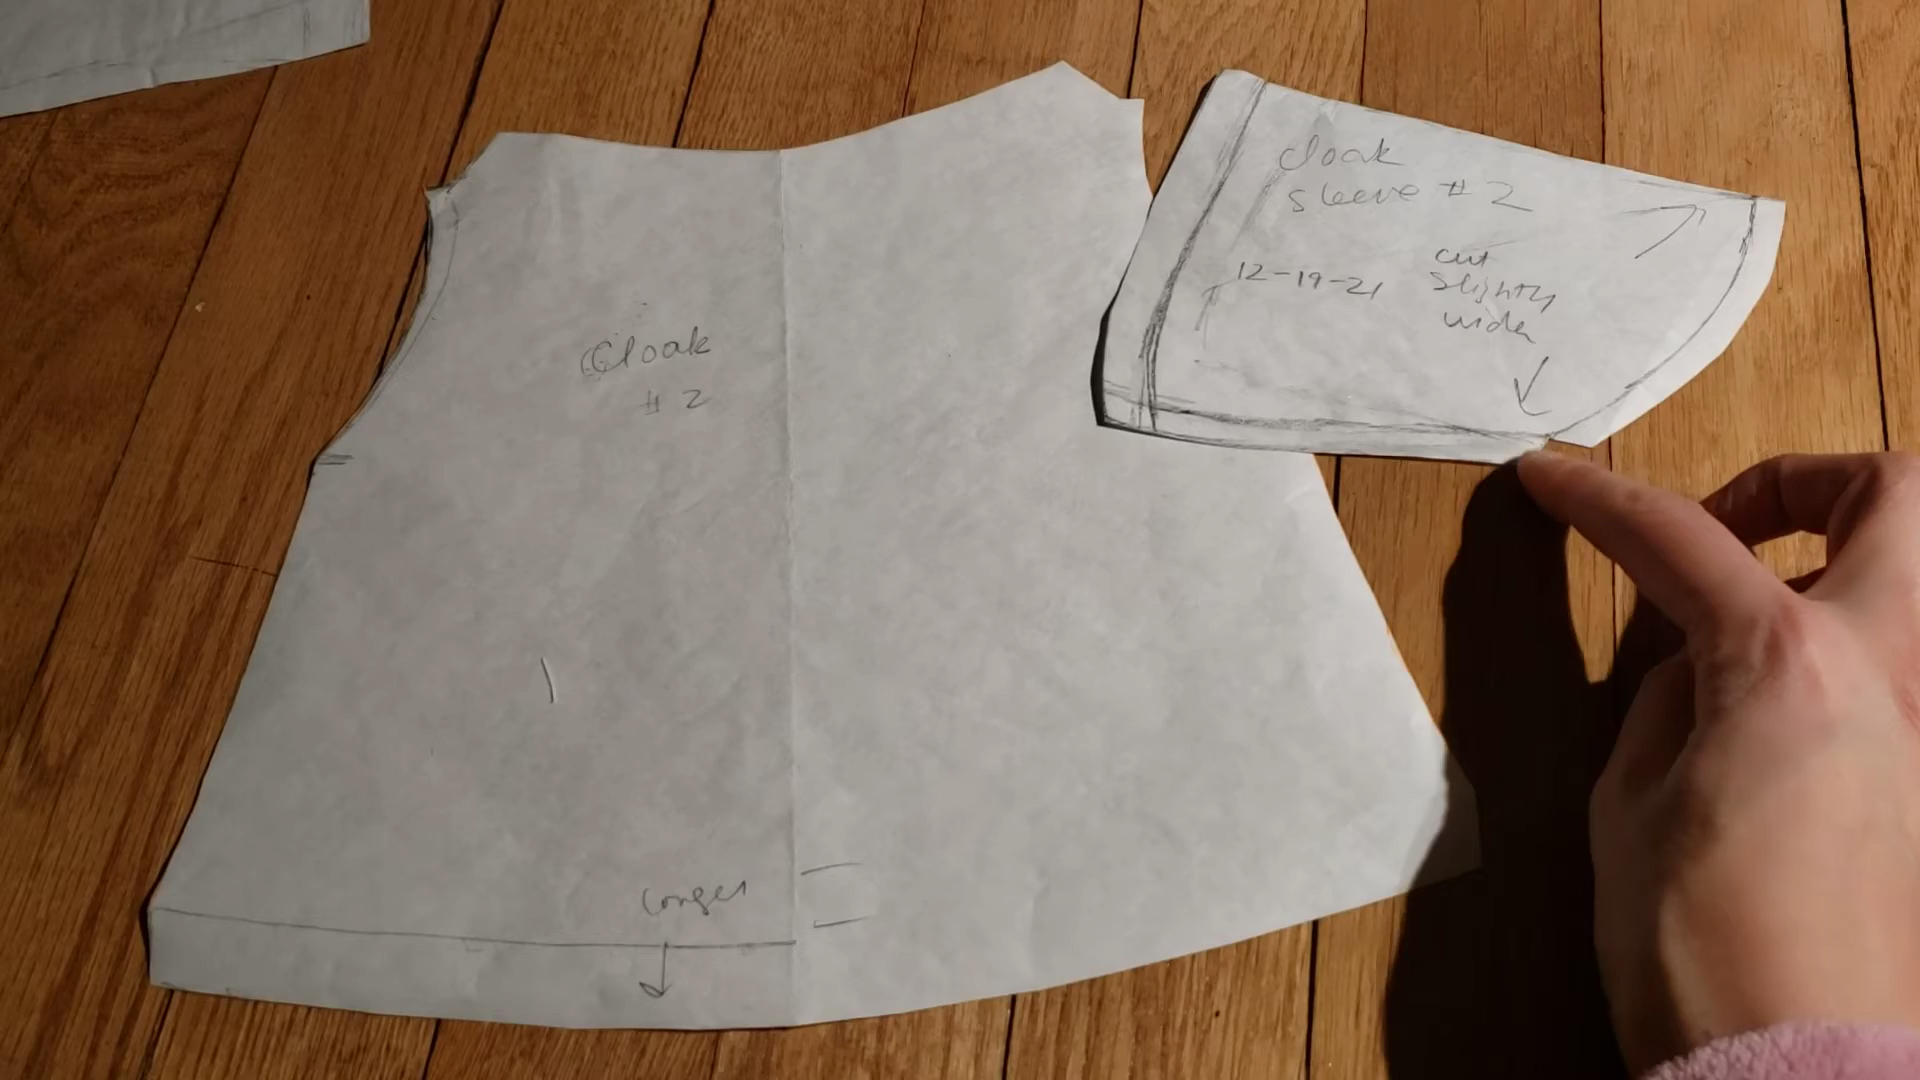 Cloak
# 2
longer
cloak
sleeve # 2
12-19-21
cut
slightly
wider